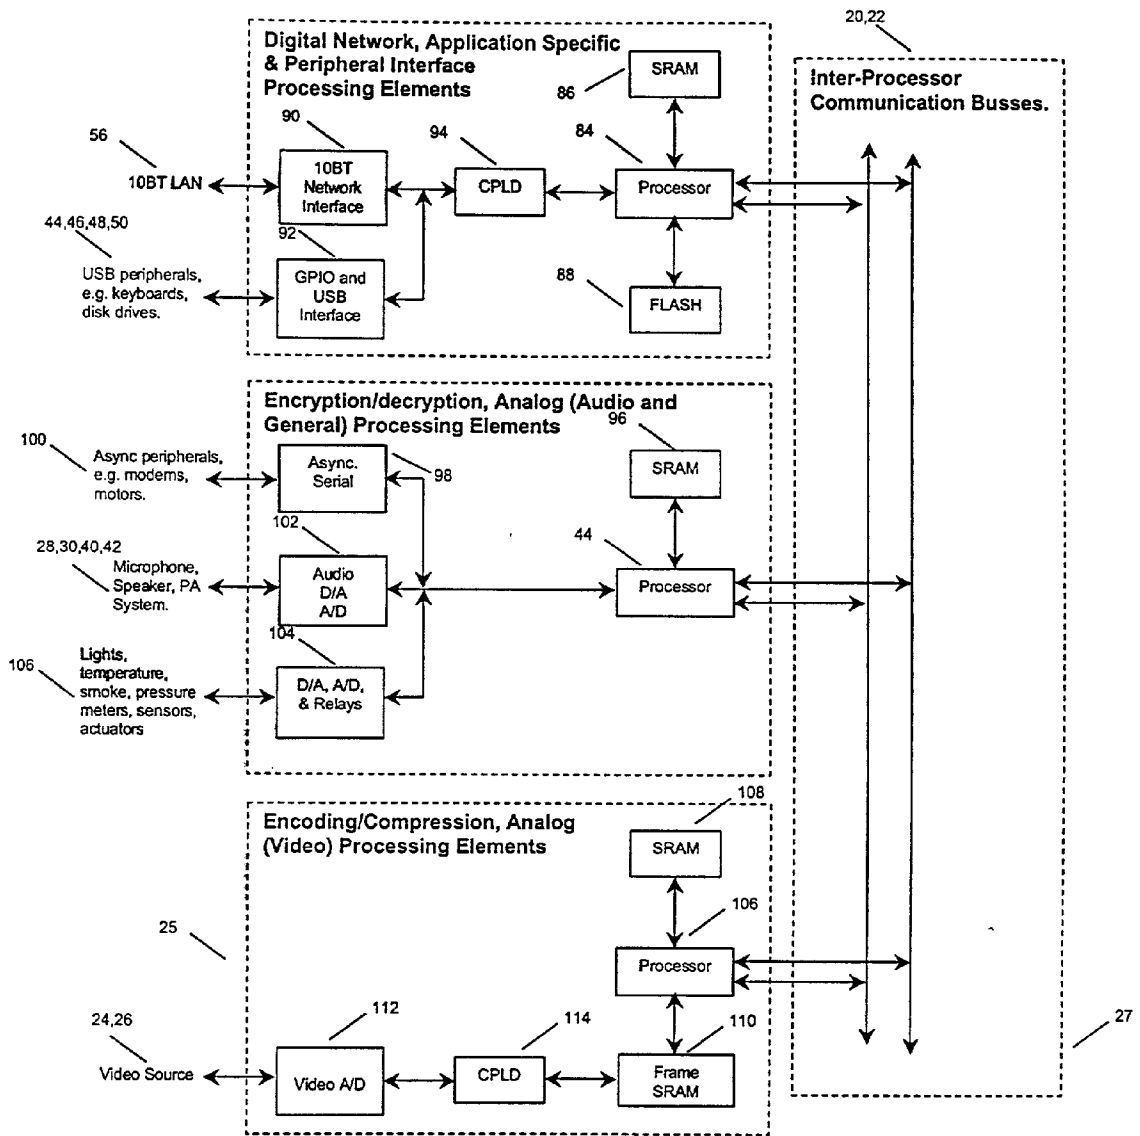 20,22
Digital Network, Application Specific
& Peripheral Interface
Processing Elements
SRAM
86
Inter-Processor
Communication Busses.
90
94
84
56
10BT LAN
10BT
Network
Interface
CPLD
Processor
44,46,48,50
92
USB peripherals,
e.g. keyboards,
disk drives.
GPIO and
USB
Interface
88
FLASH
Encryption/decryption, Analog (Audio and
General) Processing Elements
96
100
Async peripherals,
e.g. modems,
motors.
Async.
Serial
98
SRAM
102
44
28,30,40,42
Microphone,
Speaker, PA
System.
Audio
D/A
A/D
Processor
104
106
Lights,
temperature,
smoke, pressure
meters, sensors,
actuators
D/A, A/D,
& Relays
108
Encoding/Compression, Analog
(Video) Processing Elements
SRAM
106
25
Processor
112
114
110
24,26
27
Video Source
Video A/D
CPLD
Frame
SRAM